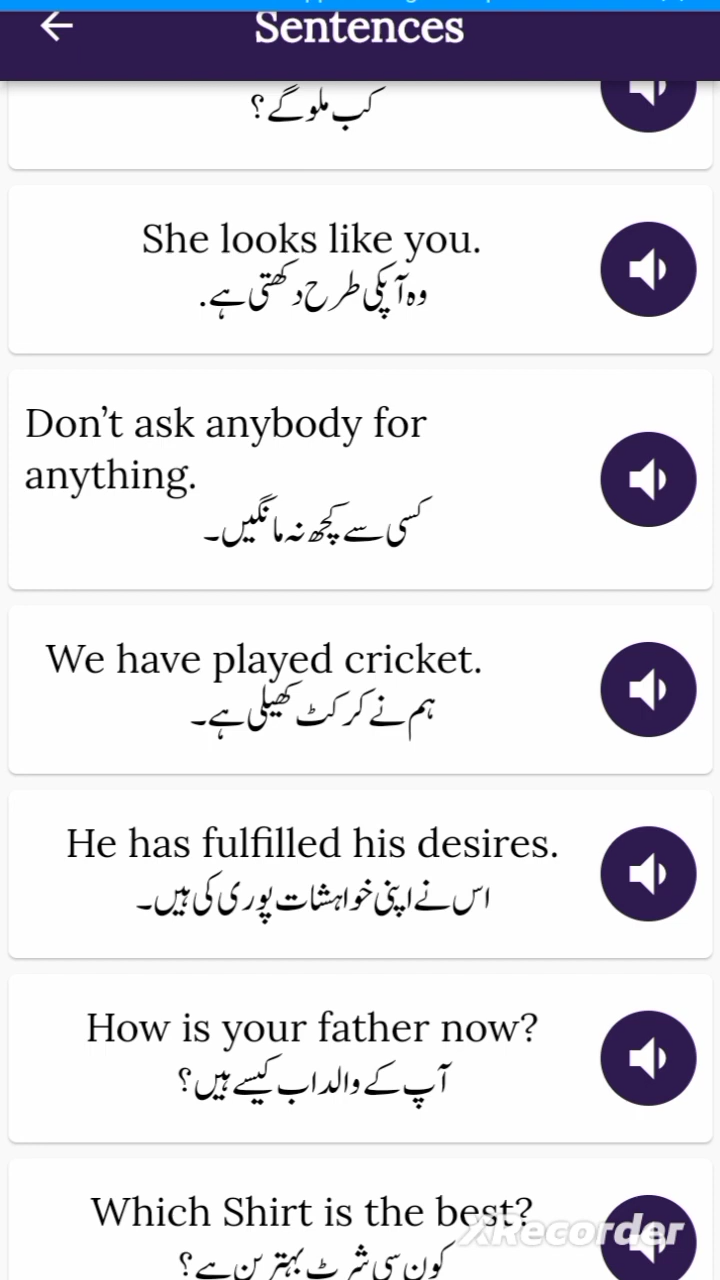 Sentences
کب ملو گے ؟
She looks like you.
وہ آپکی طرح دکھتی ہے.
Don’t ask anybody for
anything.
کسی سے کچھ نہ مانگیں۔
We have played cricket.
ہم نے کرکٹ کھیلی ہے۔
He has fulfilled his desires.
اس نے اپنی خواہشات پوری کی ہیں۔
How is your father now?
آپ کے والد اب کیسے ہیں؟
Which Shirt is the best?
کون سی شرٹ بہترین ہے؟
XRecorder